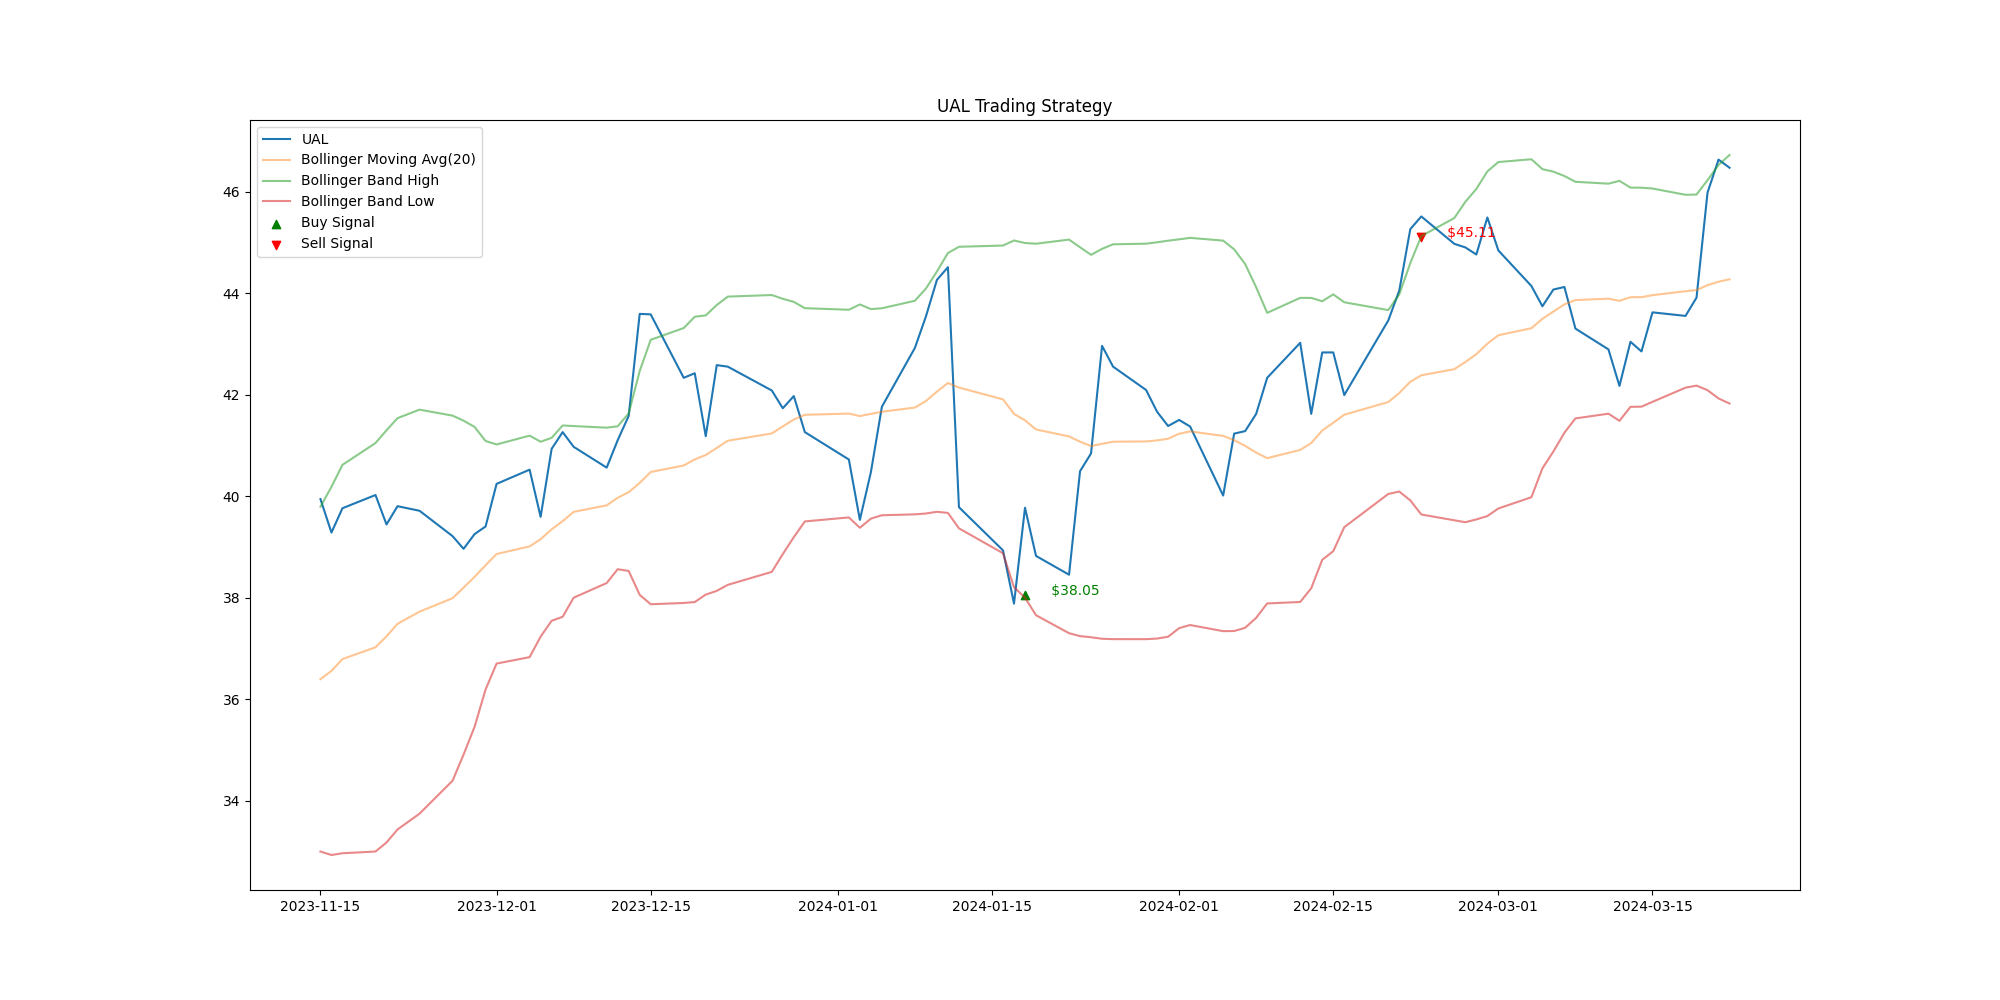 UAL Trading Strategy
UAL
Bollinger Moving Avg(20)
Bollinger Band High
Bollinger Band Low
Buy Signal
Sell Signal
46
44
42
40
38
36
34
$45.11
$38.05
2023-11-15
2023-12-01
2023-12-15
2024-01-01
2024-01-15
2024-02-01
2024-02-15
2024-03-01
2024-03-15